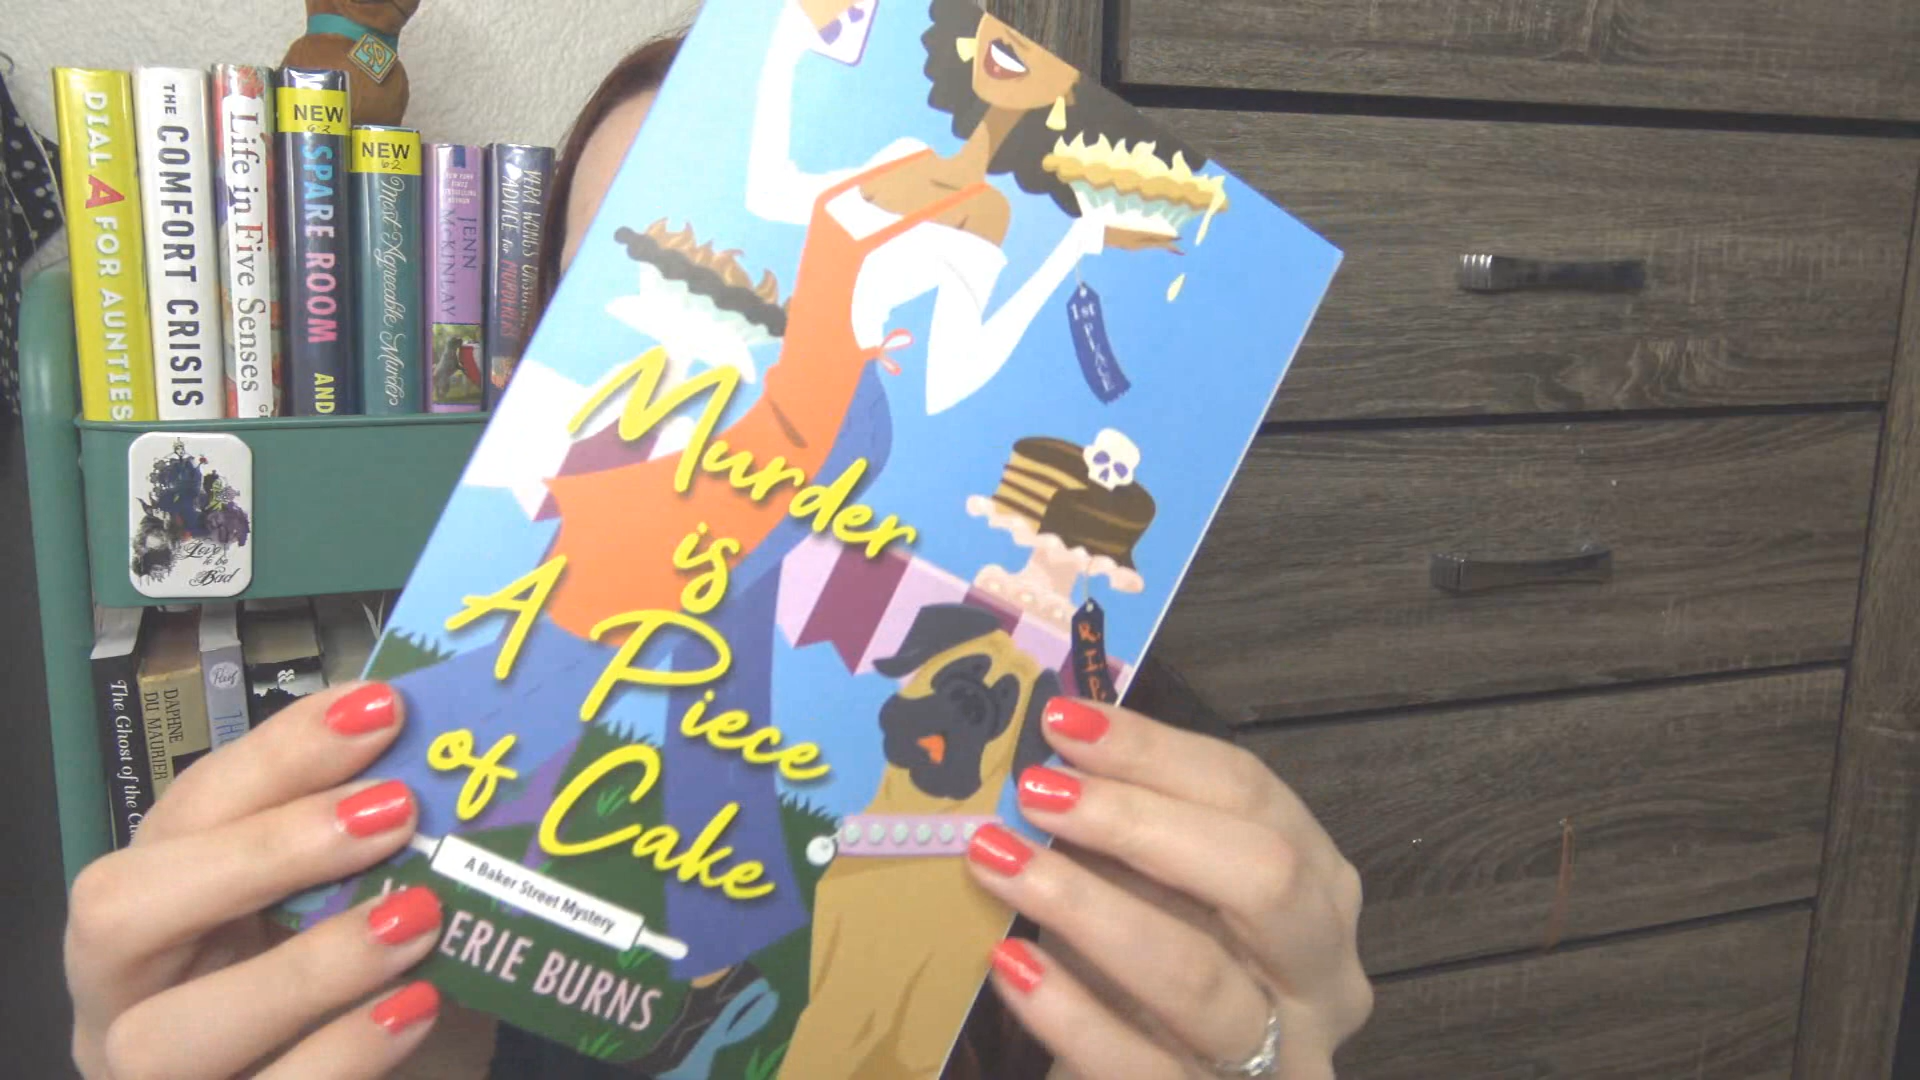 DIAL A FOR AUNTIES
THE COMFORT CRISIS
Life in Five Senses
NEW
SPARE ROOM
AND
NEW
Most Agreeable Murder
JENN
McKINLAY
VERA WONG'S
ADVICE for MURDERERS
Love
to be
Bad
The Ghost of the
DAPHNE
DU MAURIER
1st PLACE
R.I.P.
Murder
is
A Piece
of Cake
A Baker Street Mystery
ERIE BURNS